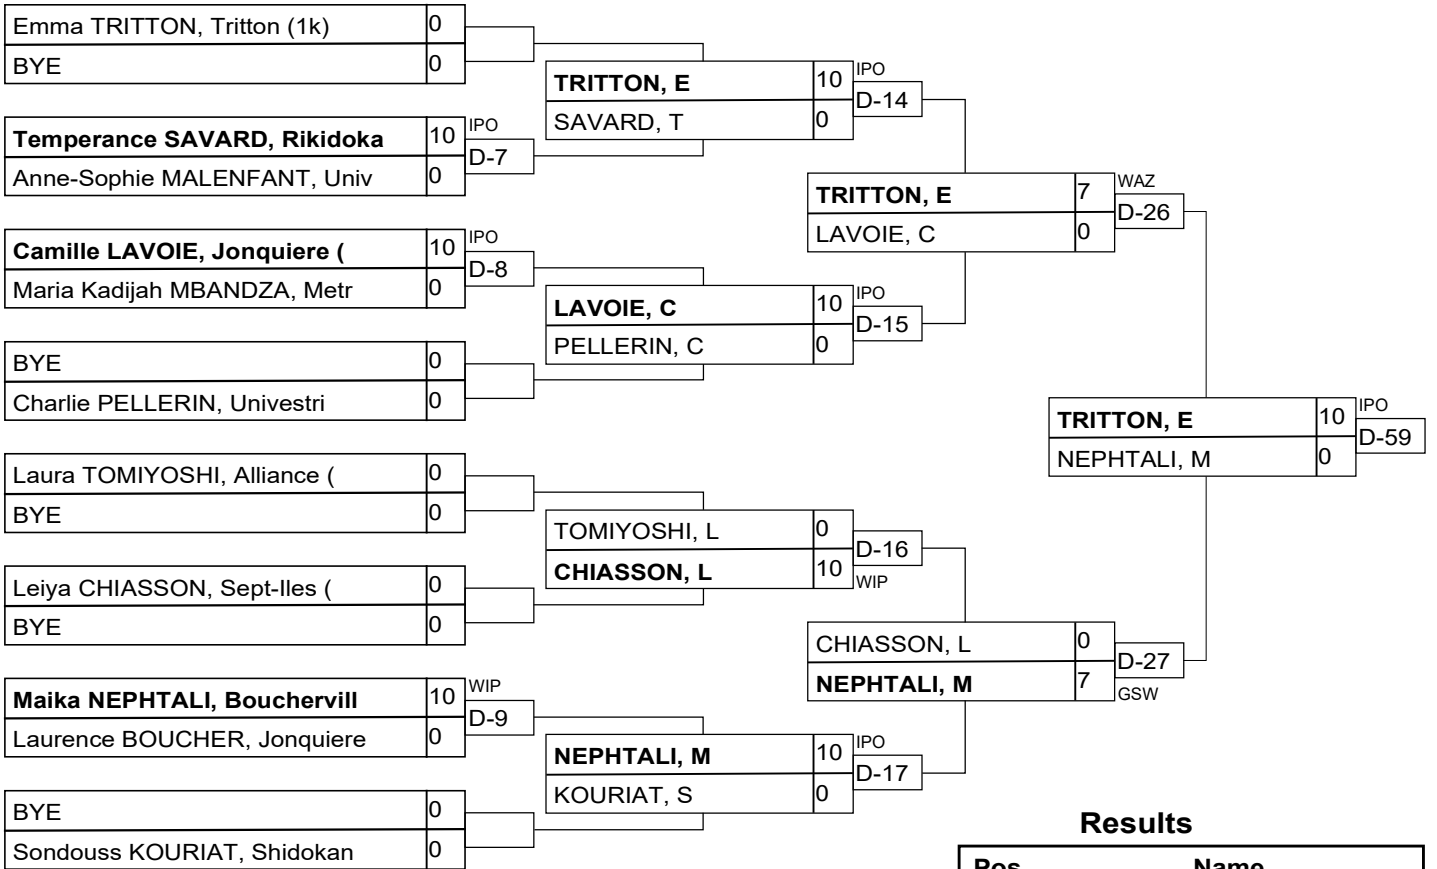 Emma TRITTON, Tritton (1k) 0
BYE 0
Temperance SAVARD, Rikidoka 10 IPO
D-7
Anne-Sophie MALENFANT, Univ 0
Camille LAVOIE, Jonquiere ( 10 IPO
D-8
Maria Kadijah MBANDZA, Metr 0
BYE 0
Charlie PELLERIN, Univestri 0
Laura TOMIYOSHI, Alliance ( 0
BYE 0
Leiya CHIASSON, Sept-Iles ( 0
BYE 0
Maika NEPHTALI, Bouchervill 10 WIP
D-9
Laurence BOUCHER, Jonquiere 0
BYE 0
Sondouss KOURIAT, Shidokan 0
TRITTON, E 10 IPO
D-14
SAVARD, T 0
LAVOIE, C 10 IPO
D-15
PELLERIN, C 0
TOMIYOSHI, L 0
D-16
CHIASSON, L 10 WIP
NEPHTALI, M 10 IPO
D-17
KOURIAT, S 0
TRITTON, E 7 WAZ
D-26
LAVOIE, C 0
CHIASSON, L 0
D-27
NEPHTALI, M 7 GSW
TRITTON, E 10 IPO
D-59
NEPHTALI, M 0
Results
Pos Name